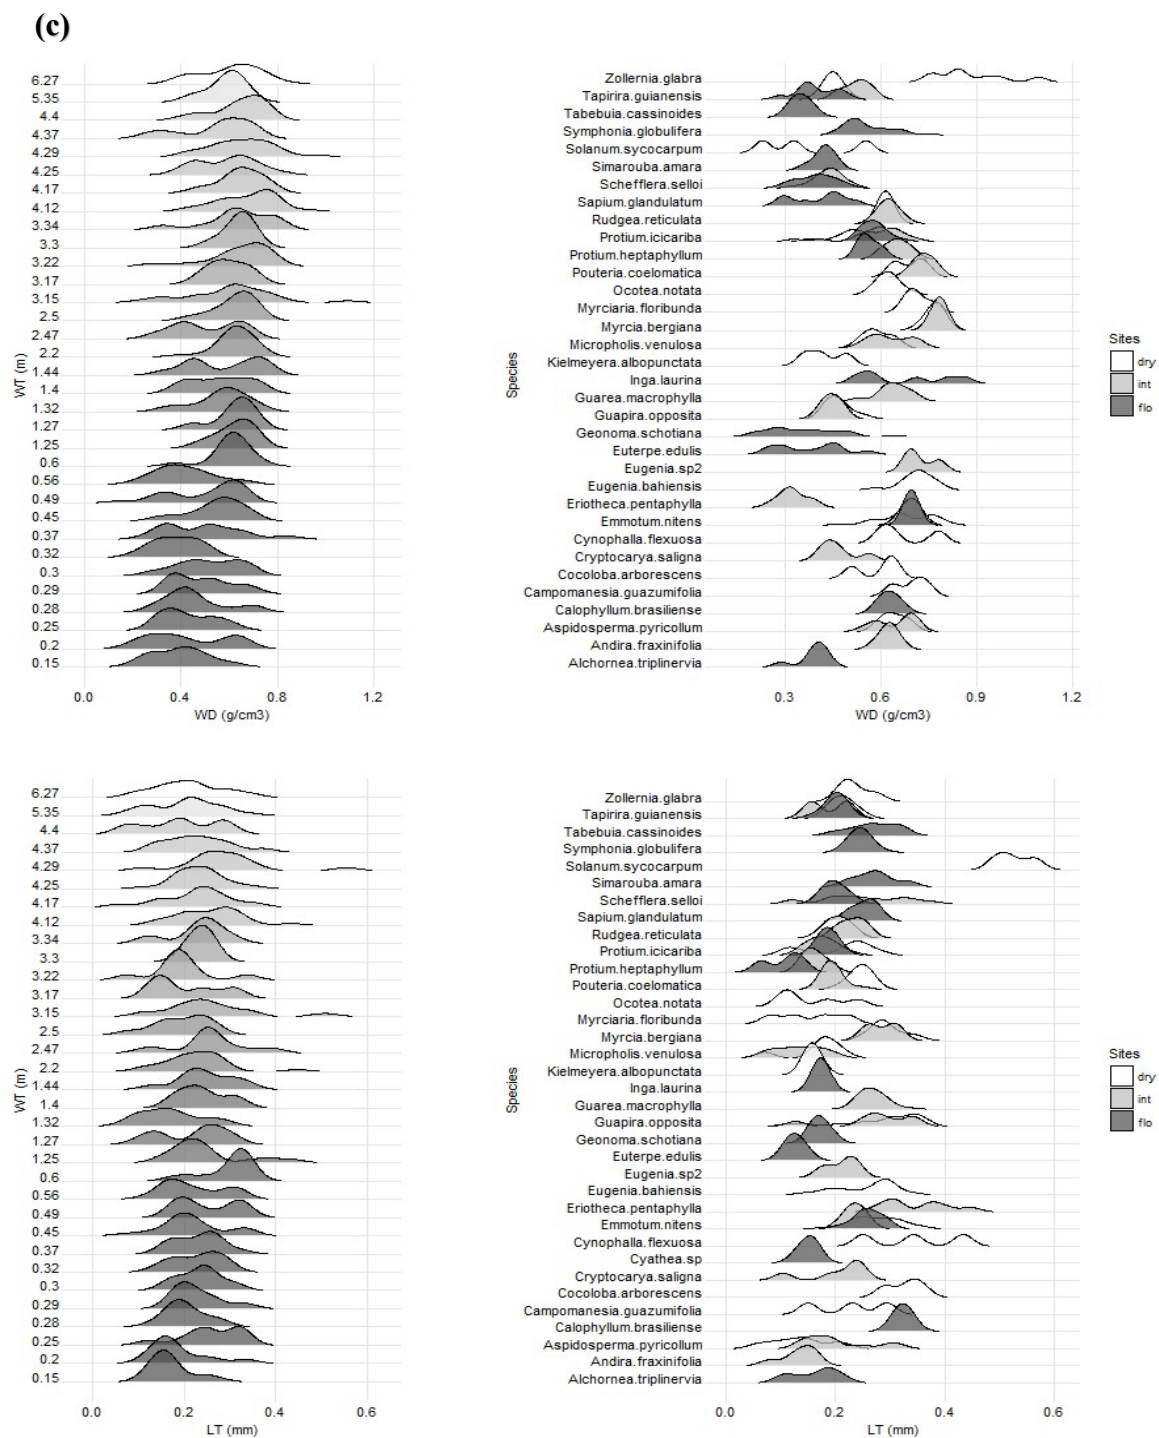 (c)
WT (m)
6.27
5.35
4.4
4.37
4.29
4.25
4.17
4.12
3.34
3.3
3.22
3.17
3.15
2.5
2.47
2.2
1.44
1.4
1.32
1.27
1.25
0.6
0.56
0.49
0.45
0.37
0.32
0.3
0.29
0.28
0.25
0.2
0.15
0.0 0.4 0.8 1.2
WD (g/cm3)
Species
Zollernia.glabra
Tapirira.guianensis
Tabebuia.cassinoides
Symphonia.globulifera
Solanum.sycocarpum
Simarouba.amara
Schefflera.selloi
Sapium.glandulatum
Rudgea.reticulata
Protium.icicariba
Protium.heptaphyllum
Pouteria.coelomatica
Ocotea.notata
Myrciaria.floribunda
Myrcia.bergiana
Micropholis.venulosa
Kielmeyera.albopunctata
Inga.laurina
Guarea.macrophylla
Guapira.opposita
Geonoma.schotiana
Euterpe.edulis
Eugenia.sp2
Eugenia.bahiensis
Eriotheca.pentaphylla
Emmotum.nitens
Cynophalla.flexuosa
Cryptocarya.saligna
Cocoloba.arborescens
Campomanesia.guazumifolia
Calophyllum.brasiliense
Aspidosperma.pyricollum
Andira.fraxinifolia
Alchornea.triplinervia
0.3 0.6 0.9 1.2
WD (g/cm3)
Sites
dry
int
flo
WT (m)
6.27
5.35
4.4
4.37
4.29
4.25
4.17
4.12
3.34
3.3
3.22
3.17
3.15
2.5
2.47
2.2
1.44
1.4
1.32
1.27
1.25
0.6
0.56
0.49
0.45
0.37
0.32
0.3
0.29
0.28
0.25
0.2
0.15
0.0 0.2 0.4 0.6
LT (mm)
Species
Zollernia.glabra
Tapirira.guianensis
Tabebuia.cassinoides
Symphonia.globulifera
Solanum.sycocarpum
Simarouba.amara
Schefflera.selloi
Sapium.glandulatum
Rudgea.reticulata
Protium.icicariba
Protium.heptaphyllum
Pouteria.coelomatica
Ocotea.notata
Myrciaria.floribunda
Myrcia.bergiana
Micropholis.venulosa
Kielmeyera.albopunctata
Inga.laurina
Guarea.macrophylla
Guapira.opposita
Geonoma.schotiana
Euterpe.edulis
Eugenia.sp2
Eugenia.bahiensis
Eriotheca.pentaphylla
Emmotum.nitens
Cynophalla.flexuosa
Cyathea.sp
Cryptocarya.saligna
Cocoloba.arborescens
Campomanesia.guazumifolia
Calophyllum.brasiliense
Aspidosperma.pyricollum
Andira.fraxinifolia
Alchornea.triplinervia
0.0 0.2 0.4 0.6
LT (mm)
Sites
dry
int
flo